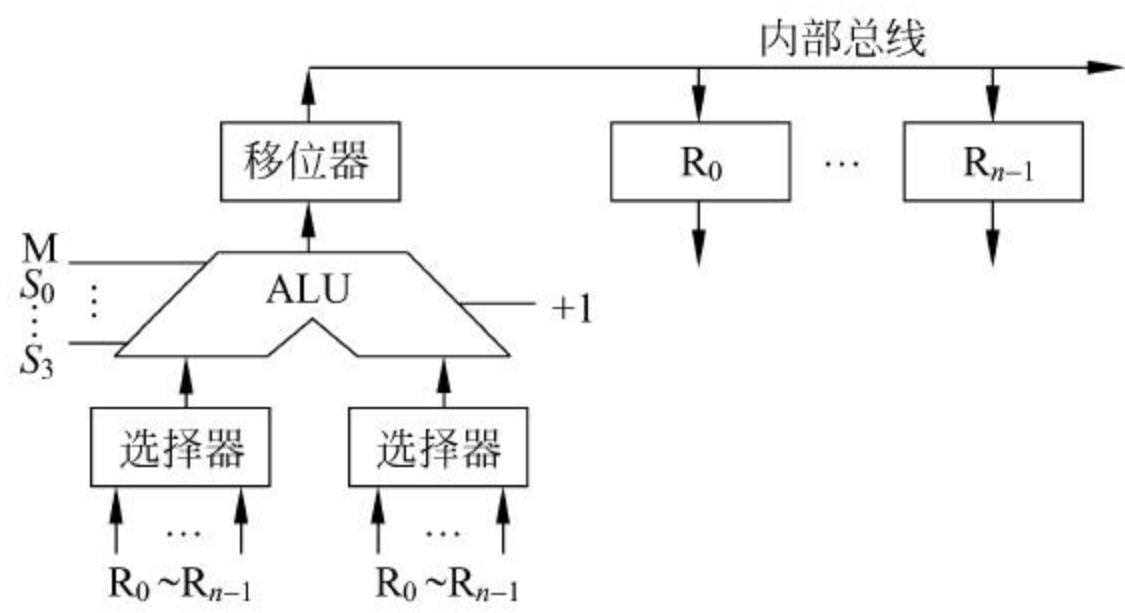 内部总线
移位器
R0 … Rn−1
M
S0
⋮ ⋮
S3
ALU
+1
选择器 选择器
… …
R0 ~Rn−1 R0 ~Rn−1